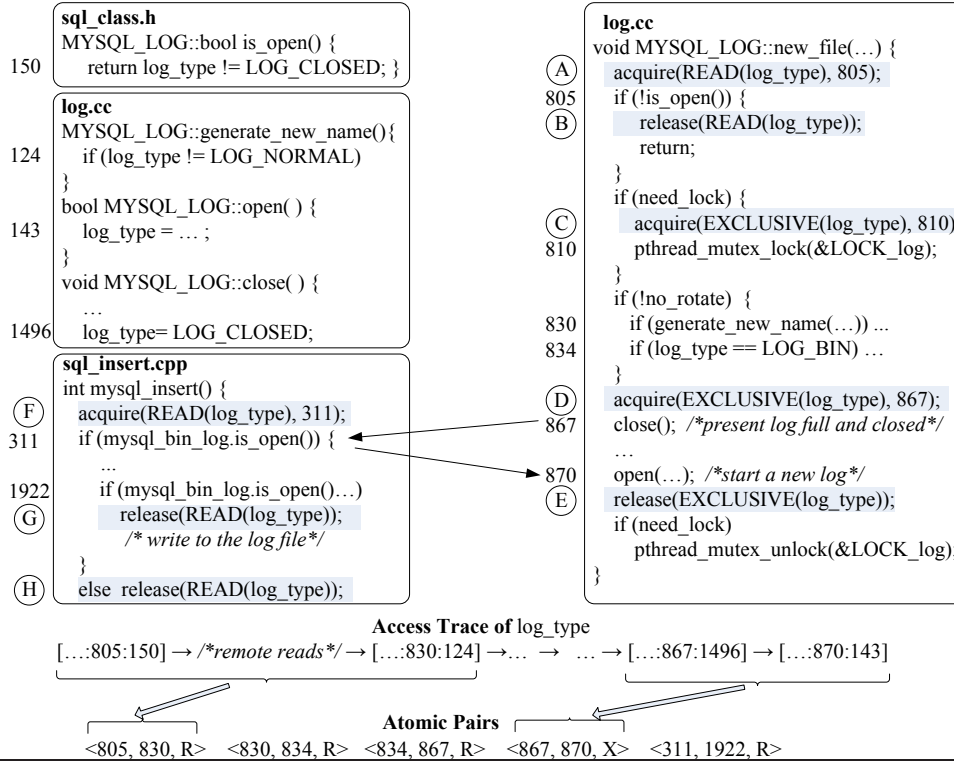 sql_class.h
MYSQL_LOG::bool is_open() {
150 return log_type != LOG_CLOSED; }
log.cc
MYSQL_LOG::generate_new_name(){
124 if (log_type != LOG_NORMAL)
}
bool MYSQL_LOG::open( ) {
143 log_type = … ;
}
void MYSQL_LOG::close( ) {
…
1496 log_type= LOG_CLOSED;
sql_insert.cpp
int mysql_insert() {
F acquire(READ(log_type), 311);
311 if (mysql_bin_log.is_open()) {
...
1922 if (mysql_bin_log.is_open()…)
G release(READ(log_type));
/* write to the log file*/
}
H else release(READ(log_type));
log.cc
void MYSQL_LOG::new_file(…) {
A acquire(READ(log_type), 805);
805 if (!is_open()) {
B release(READ(log_type));
return;
}
if (need_lock) {
C acquire(EXCLUSIVE(log_type), 810)
810 pthread_mutex_lock(&LOCK_log);
}
if (!no_rotate) {
830 if (generate_new_name(…)) ...
834 if (log_type == LOG_BIN) …
}
D acquire(EXCLUSIVE(log_type), 867);
867 close(); /*present log full and closed*/
…
870 open(…); /*start a new log*/
E release(EXCLUSIVE(log_type));
if (need_lock)
pthread_mutex_unlock(&LOCK_log);
}
Access Trace of log_type
[…:805:150] → /*remote reads*/ → […:830:124] →… → … →[…:867:1496] → […:870:143]
Atomic Pairs
<805, 830, R> <830, 834, R> <834, 867, R> <867, 870, X> <311, 1922, R>